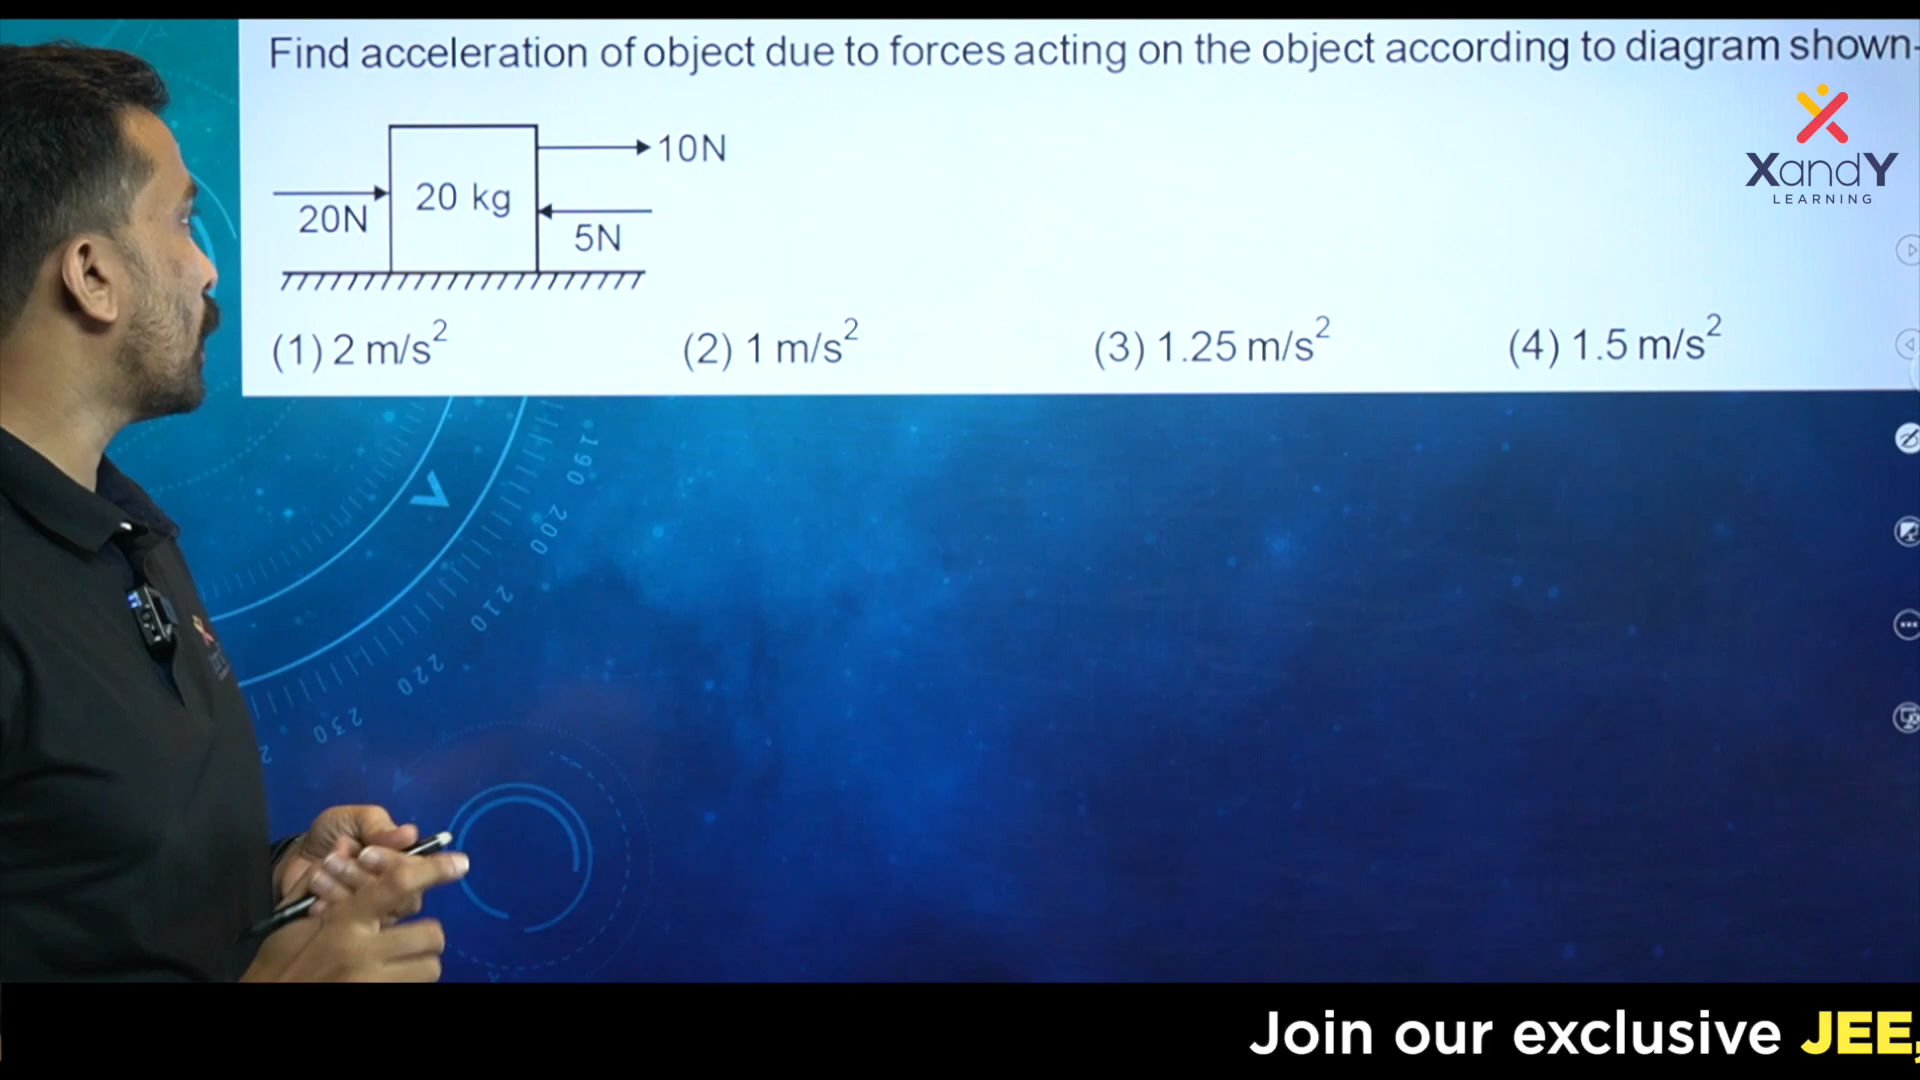 Find acceleration of object due to forces acting on the object according to diagram shown-
XandY
LEARNING
10N
20 kg
20N
5N
(1) 2 m/s²
(2) 1 m/s²
(3) 1.25 m/s²
(4) 1.5 m/s²
190
200
210
220
230
2
Join our exclusive JEE,